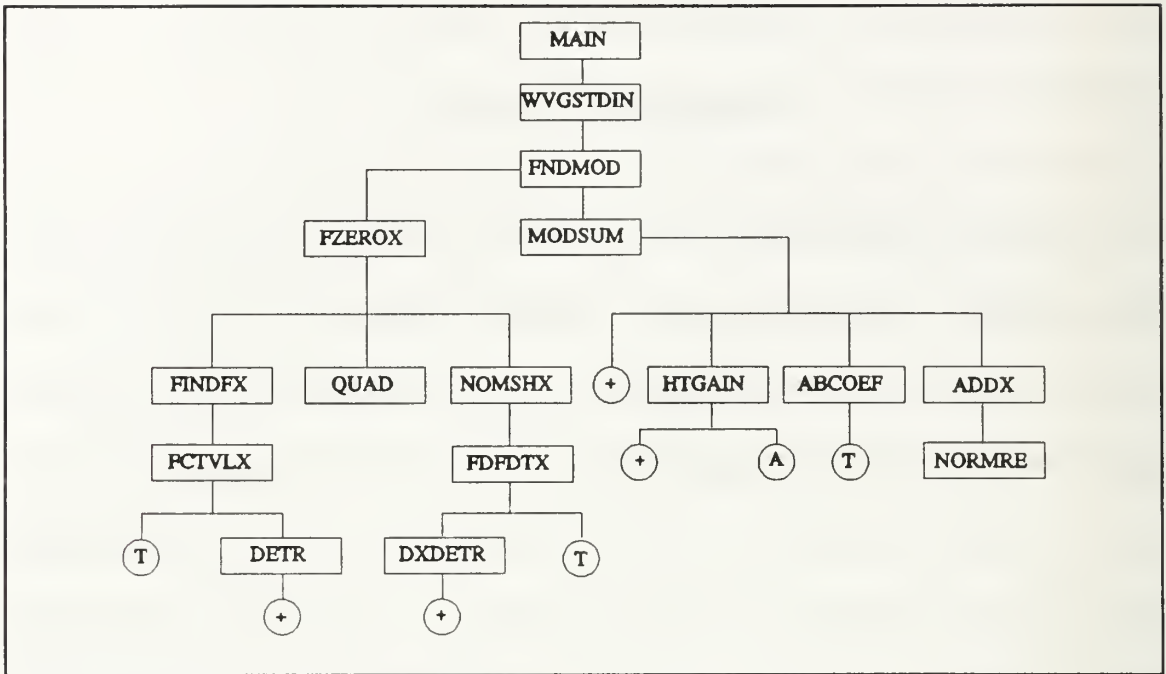 MAIN
WVGSTDIN
FNDMOD
FZEROX MODSUM
FINDFX QUAD NOMSHX + HTGAIN ABCOEF ADDX
FCTVLX FDFDTX + A T NORMRE
T DETR DXDETR T
+ +